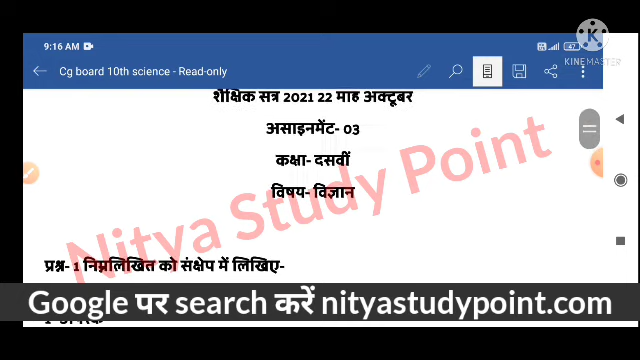 9:16 AM
47
KINEMASTER
Cg board 10th science - Read-only
शैक्षिक सत्र 2021 22 माह अक्टूबर
असाइनमेंट- 03
कक्षा- दसवीं
विषय- विज्ञान
Nitya Study Point
प्रश्न- 1 निम्नलिखित को संक्षेप में लिखिए-
Google पर search करें nityastudypoint.com